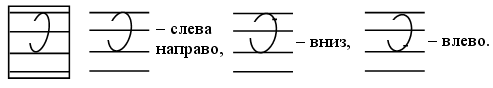 Э Э – слева
направо, Э – вниз, Э – влево.